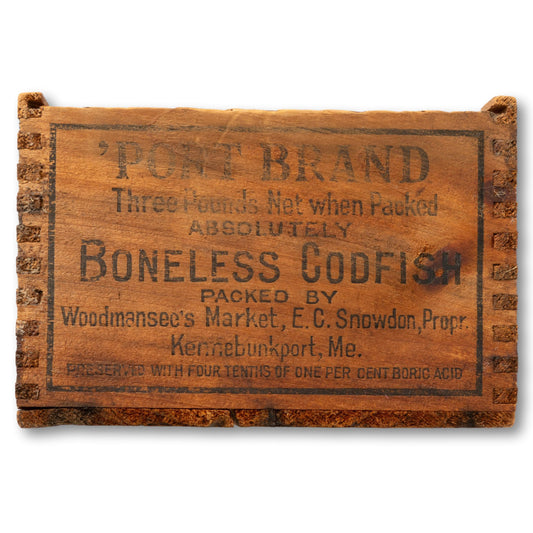 'PORT BRAND
Three Pounds Net when Packed
ABSOLUTELY
BONELESS CODFISH
PACKED BY
Woodmansee's Market, E.C. Snowdon, Propr.
Kennebunkport, Me.
PRESERVED WITH FOUR TENTHS OF ONE PER CENT BORIC ACID